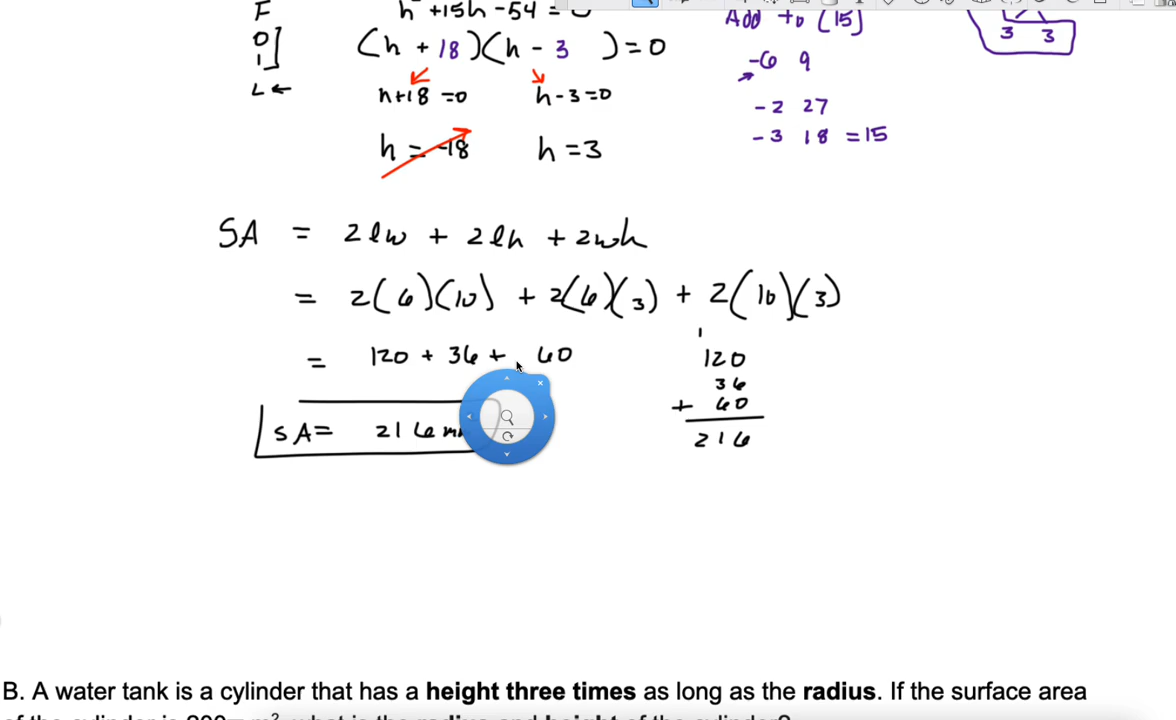 F h² +15h -54 = 0 Add to (15)
O (h + 18)(h - 3 ) = 0 3 3
I -6 9
L ← h+18 =0 h-3=0
-2 27
-3 18 = 15
h = -18 h = 3
SA = 2lw + 2lh + 2wh
= 2(6)(10) + 2(6)(3) + 2(10)(3)
1
= 120 + 36 + 60 120
36
+ 60
SA= 216 m 216
B. A water tank is a cylinder that has a height three times as long as the radius. If the surface area